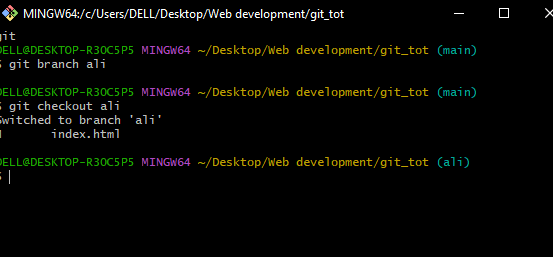 MINGW64:/c/Users/DELL/Desktop/Web development/git_tot
git
DELL@DESKTOP-R3OC5P5 MINGW64 ~/Desktop/Web development/git_tot (main)
$ git branch ali
DELL@DESKTOP-R3OC5P5 MINGW64 ~/Desktop/Web development/git_tot (main)
$ git checkout ali
Switched to branch 'ali'
index.html
DELL@DESKTOP-R3OC5P5 MINGW64 ~/Desktop/Web development/git_tot (ali)
$